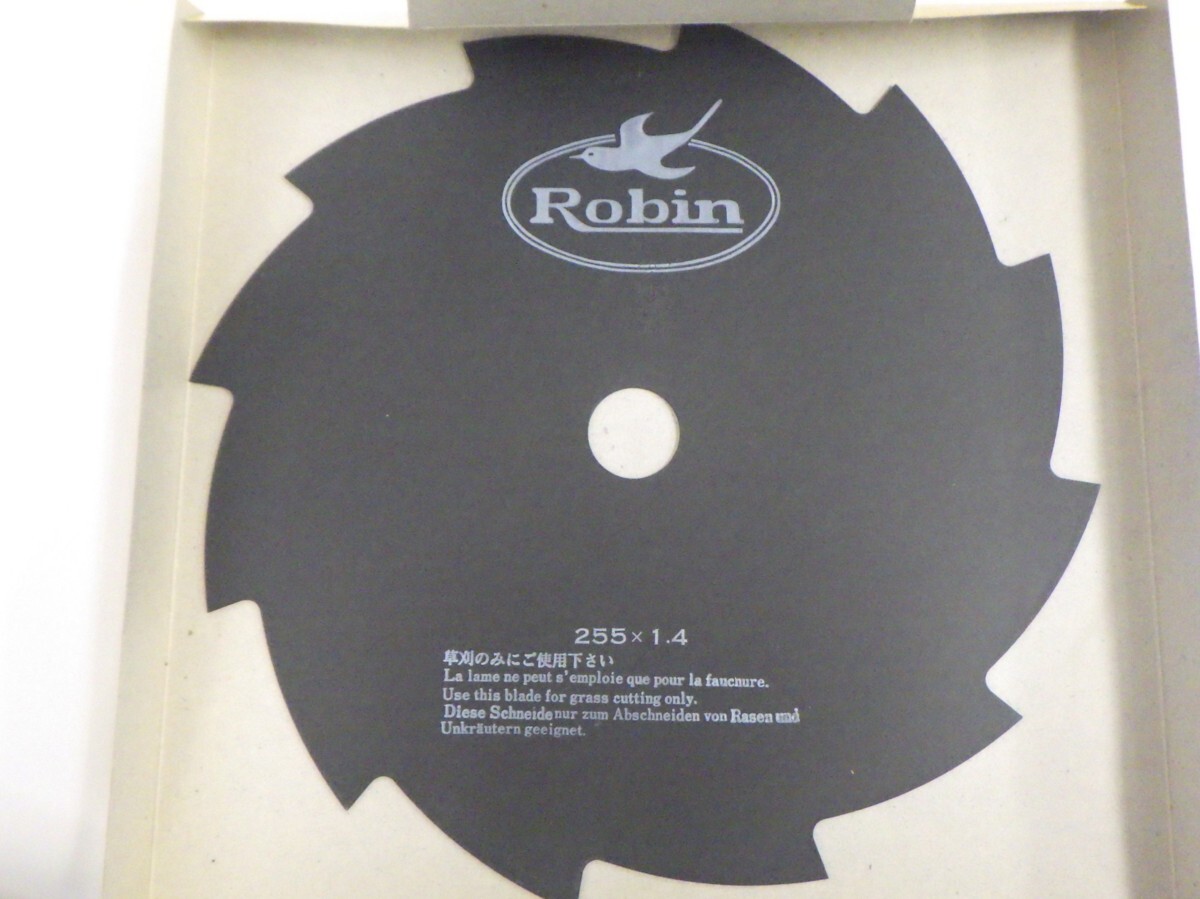 Robin
255×1.4
草刈のみにご使用下さい
La lame ne peut s'emploie que pour la faucnure.
Use this blade for grass cutting only.
Diese Schneide nur zum Abschneiden von Rasen und
Unkräutern geeignet.